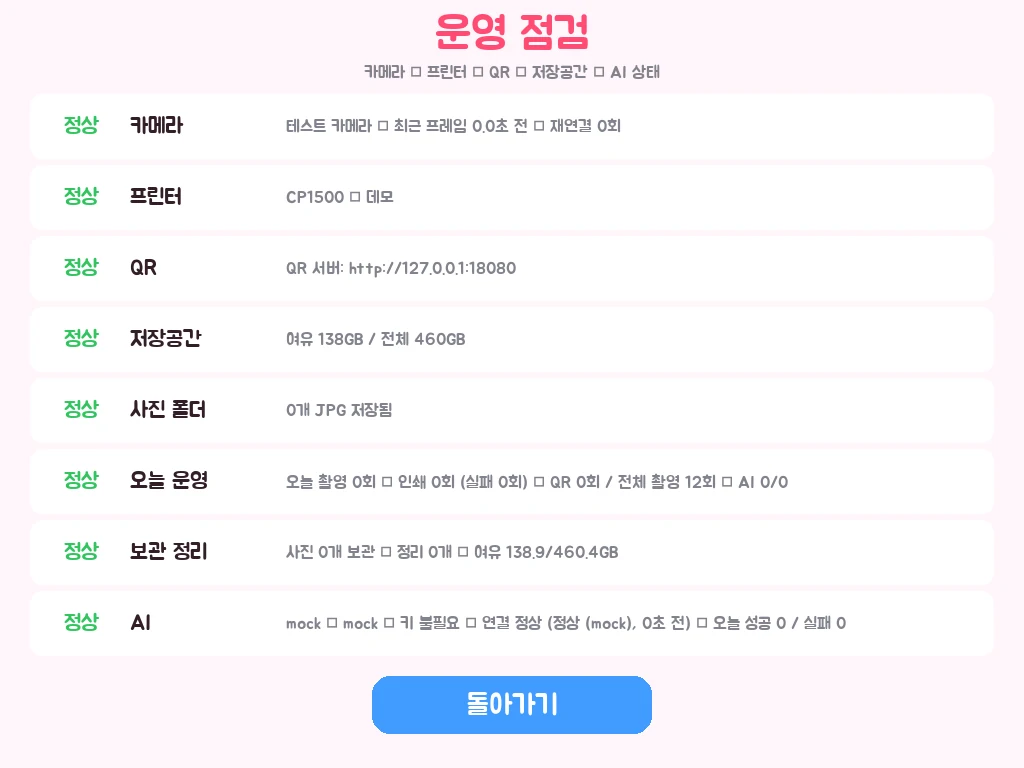 운영 점검
카메라 □ 프린터 □ QR □ 저장공간 □ AI 상태
정상 카메라 테스트 카메라 □ 최근 프레임 0.0초 전 □ 재연결 0회
정상 프린터 CP1500 □ 데모
정상 QR QR 서버: http://127.0.0.1:18080
정상 저장공간 여유 138GB / 전체 460GB
정상 사진 폴더 0개 JPG 저장됨
정상 오늘 운영 오늘 촬영 0회 □ 인쇄 0회 (실패 0회) □ QR 0회 / 전체 촬영 12회 □ AI 0/0
정상 보관 정리 사진 0개 보관 □ 정리 0개 □ 여유 138.9/460.4GB
정상 AI mock □ mock □ 키 불필요 □ 연결 정상 (정상 (mock), 0초 전) □ 오늘 성공 0 / 실패 0
돌아가기